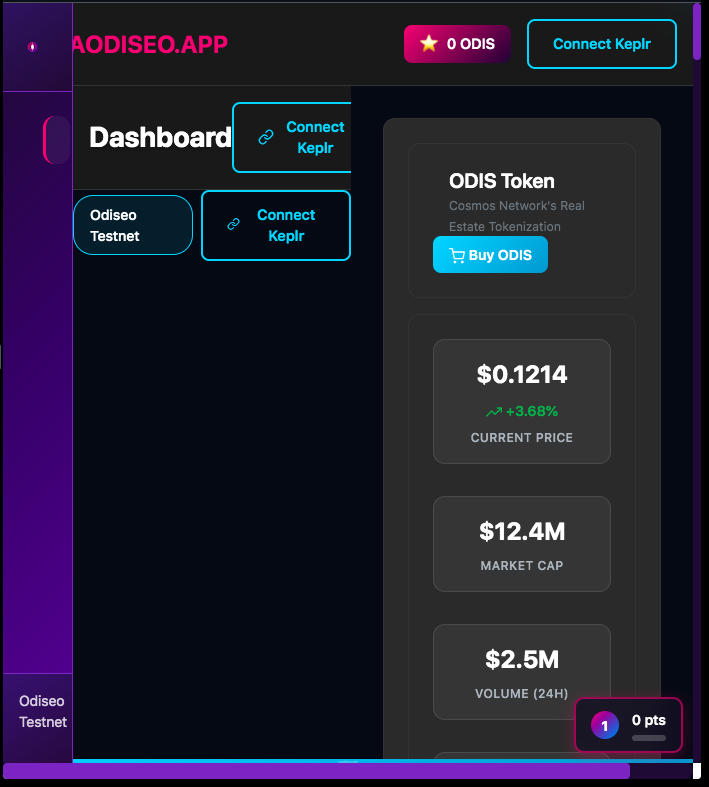 AODISEO.APP
0 ODIS
Connect Keplr
Dashboard
Connect
Keplr
Odiseo
Testnet
Connect
Keplr
ODIS Token
Cosmos Network's Real
Estate Tokenization
Buy ODIS
$0.1214
+3.68%
CURRENT PRICE
$12.4M
MARKET CAP
$2.5M
VOLUME (24H)
Odiseo
Testnet
1
0 pts